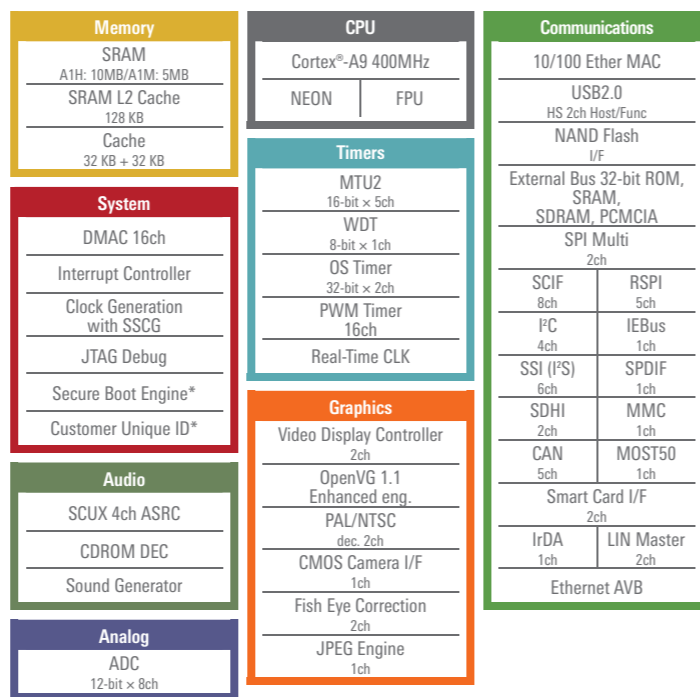 Memory
SRAM
A1H: 10MB/A1M: 5MB
SRAM L2 Cache
128 KB
Cache
32 KB + 32 KB
System
DMAC 16ch
Interrupt Controller
Clock Generation
with SSCG
JTAG Debug
Secure Boot Engine*
Customer Unique ID*
Audio
SCUX 4ch ASRC
CDROM DEC
Sound Generator
Analog
ADC
12-bit × 8ch
CPU
Cortex®-A9 400MHz
NEON
FPU
Timers
MTU2
16-bit × 5ch
WDT
8-bit × 1ch
OS Timer
32-bit × 2ch
PWM Timer
16ch
Real-Time CLK
Graphics
Video Display Controller
2ch
OpenVG 1.1
Enhanced eng.
PAL/NTSC
dec. 2ch
CMOS Camera I/F
1ch
Fish Eye Correction
2ch
JPEG Engine
1ch
Communications
10/100 Ether MAC
USB2.0
HS 2ch Host/Func
NAND Flash
I/F
External Bus 32-bit ROM,
SRAM,
SDRAM, PCMCIA
SPI Multi
2ch
SCIF
8ch
RSPI
5ch
I²C
4ch
IEBus
1ch
SSI (I²S)
6ch
SPDIF
1ch
SDHI
2ch
MMC
1ch
CAN
5ch
MOST50
1ch
Smart Card I/F
2ch
IrDA
1ch
LIN Master
2ch
Ethernet AVB